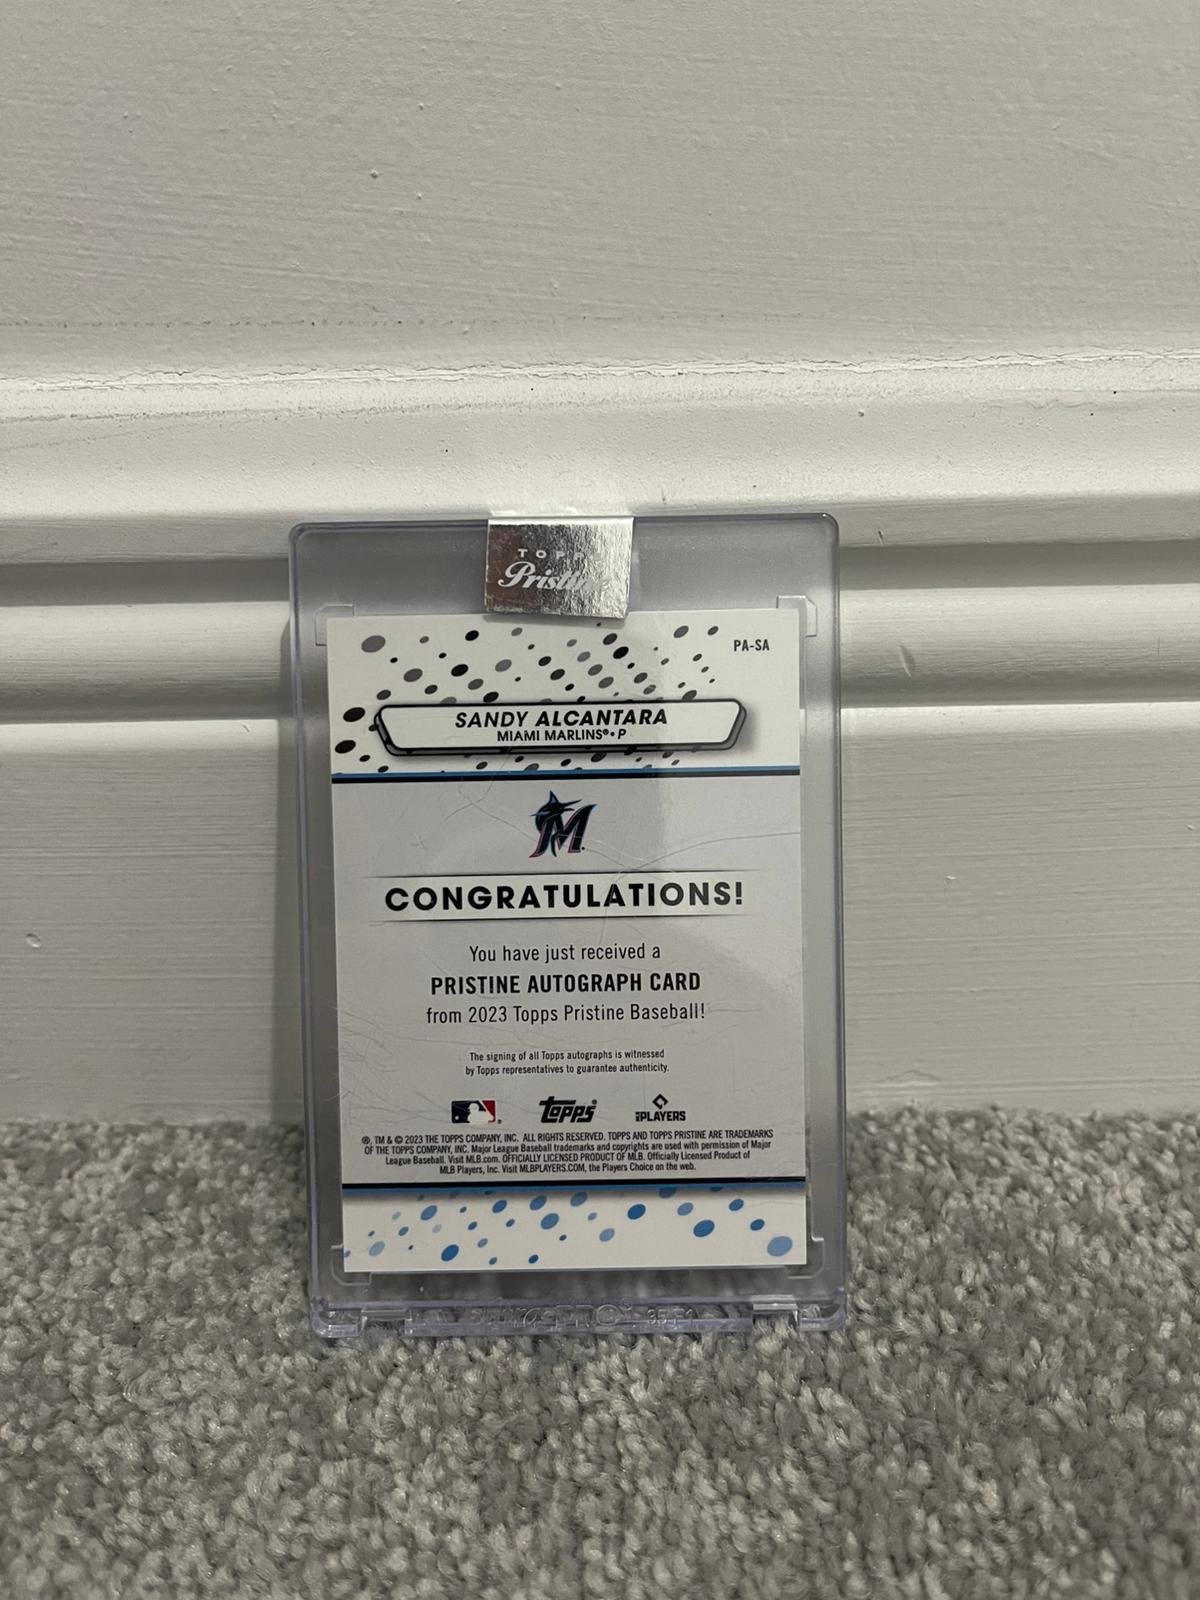 TOPP
Pristin
PA-SA
SANDY ALCANTARA
MIAMI MARLINS®• P
M
CONGRATULATIONS!
You have just received a
PRISTINE AUTOGRAPH CARD
from 2023 Topps Pristine Baseball!
The signing of all Topps autographs is witnessed
by Topps representatives to guarantee authenticity.
Topps
PLAYERS
®, TM & © 2023 THE TOPPS COMPANY, INC. ALL RIGHTS RESERVED. TOPPS AND TOPPS PRISTINE ARE TRADEMARKS
OF THE TOPPS COMPANY, INC. Major League Baseball trademarks and copyrights are used with permission of Major
League Baseball. Visit MLB.com. OFFICIALLY LICENSED PRODUCT OF MLB. Officially Licensed Product of
MLB Players, Inc. Visit MLBPLAYERS.COM, the Players Choice on the web.